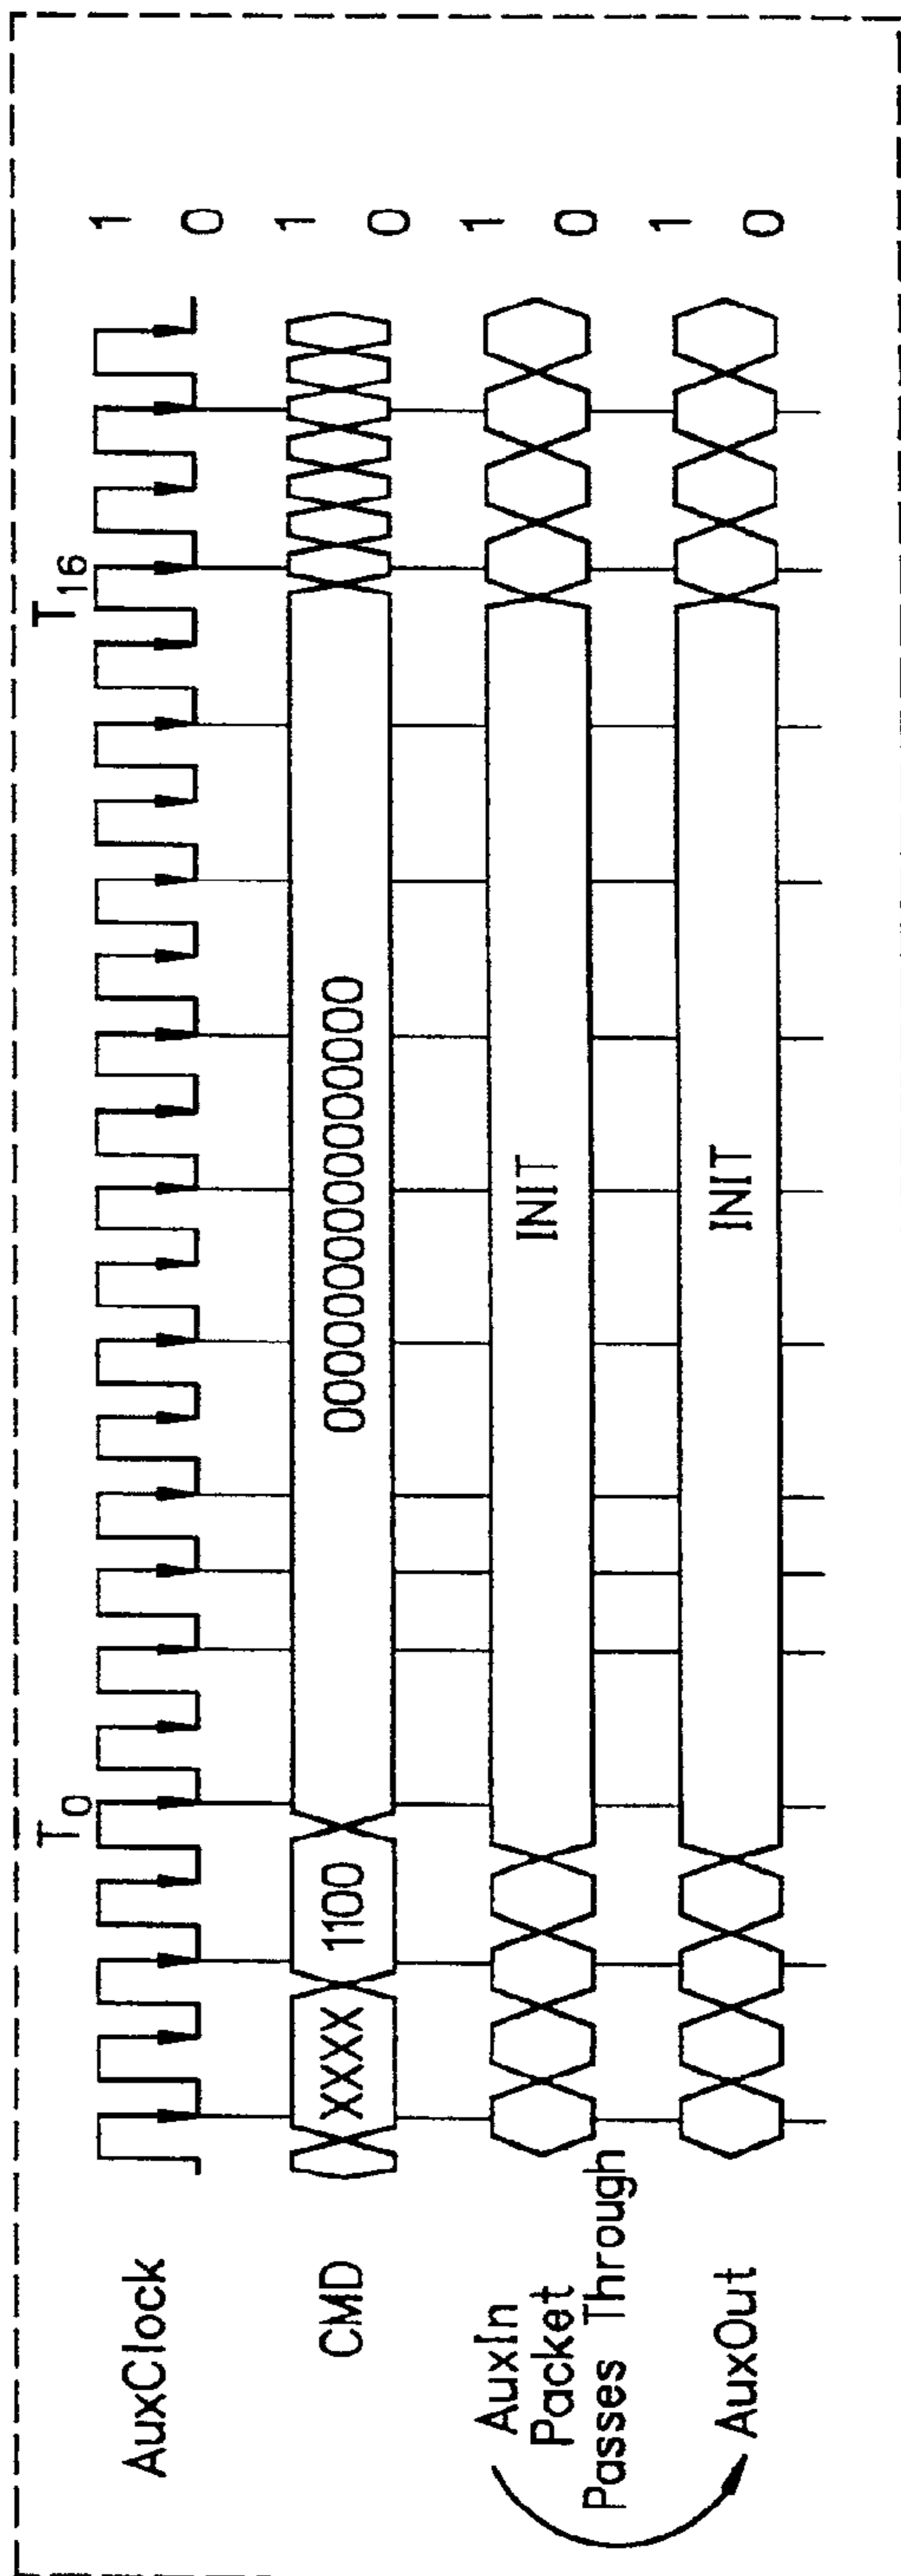 T0 T16
AuxClock 1 0
CMD XXXX 1100 0000000000000000 1 0
AuxIn
Packet
Passes Through
INIT 1 0
AuxOut INIT 1 0